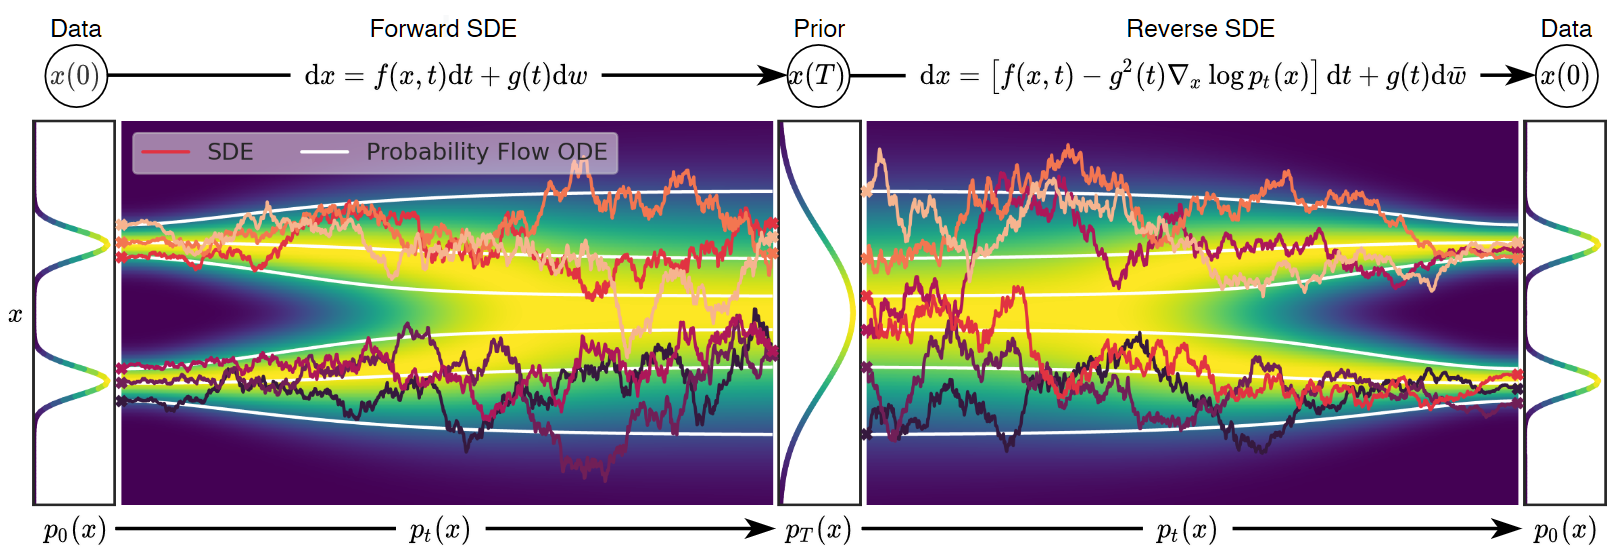 Data Forward SDE Prior Reverse SDE Data
x(0) dx = f(x, t)dt + g(t)dw x(T) dx = [f(x, t) − g²(t)∇ₓ log pₜ(x)] dt + g(t)dw̄ x(0)
SDE Probability Flow ODE
x
p₀(x) pₜ(x) p_T(x) pₜ(x) p₀(x)